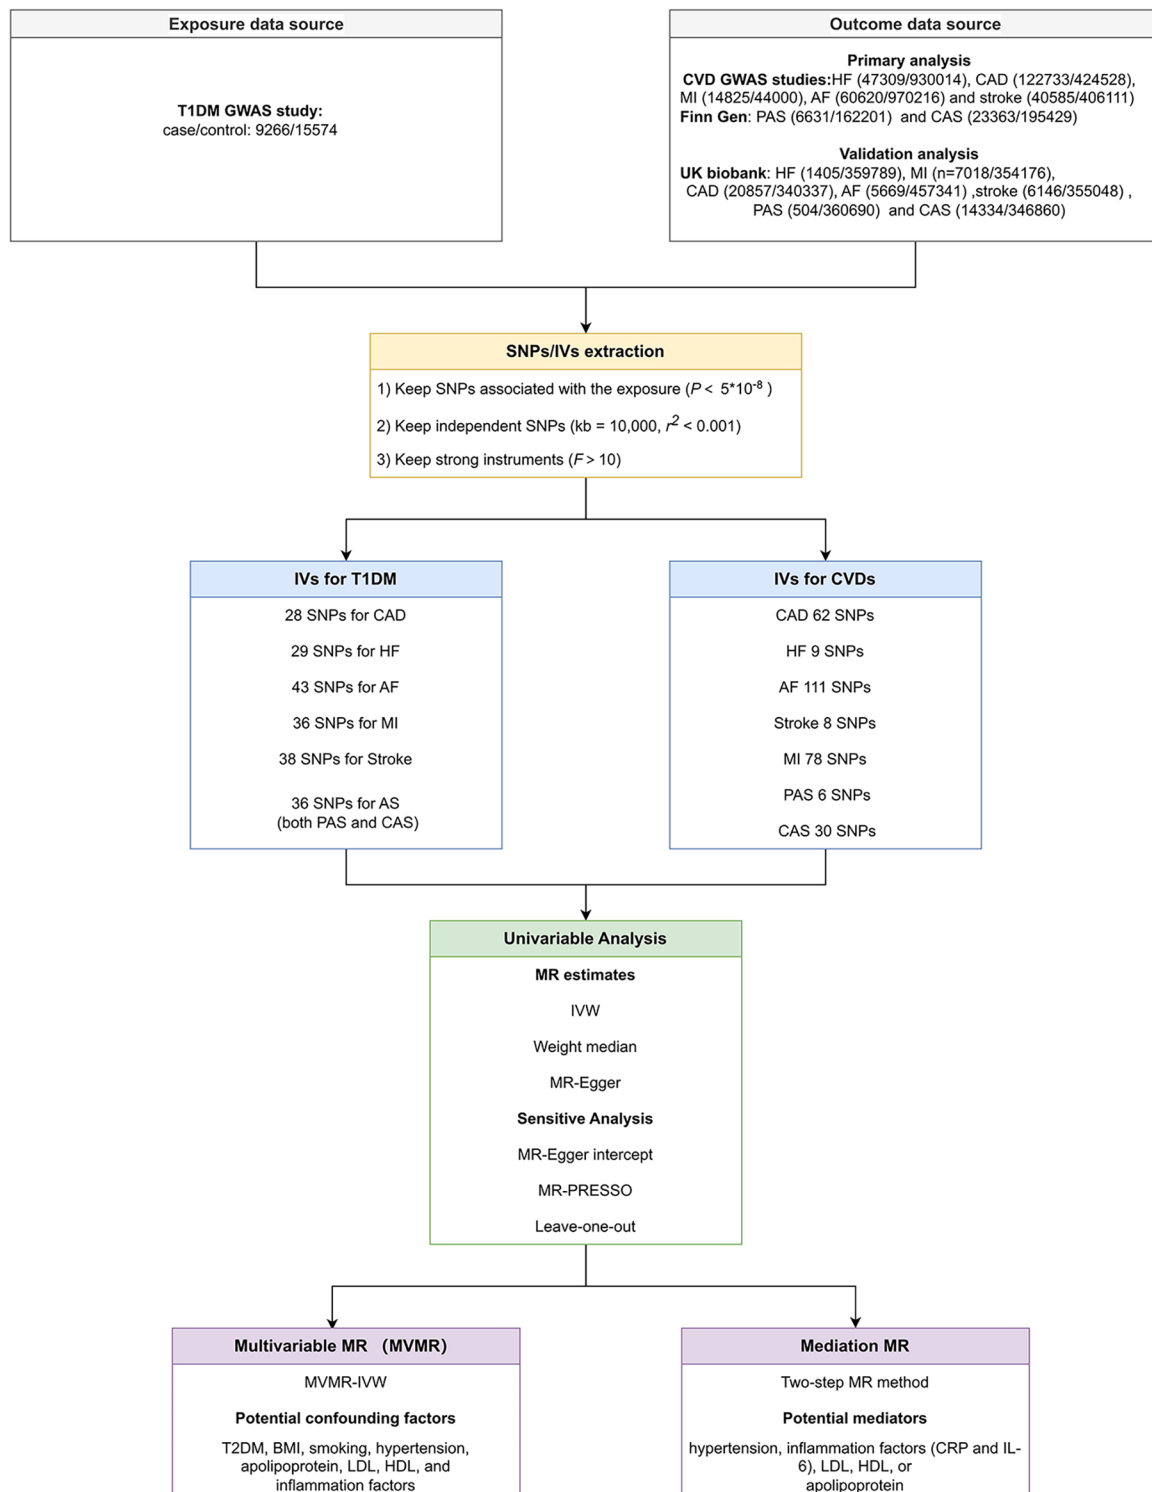 Exposure data source
T1DM GWAS study:
case/control: 9266/15574
Outcome data source
Primary analysis
CVD GWAS studies:HF (47309/930014), CAD (122733/424528),
MI (14825/44000), AF (60620/970216) and stroke (40585/406111)
Finn Gen: PAS (6631/162201) and CAS (23363/195429)
Validation analysis
UK biobank: HF (1405/359789), MI (n=7018/354176),
CAD (20857/340337), AF (5669/457341) ,stroke (6146/355048) ,
PAS (504/360690) and CAS (14334/346860)
SNPs/IVs extraction
1) Keep SNPs associated with the exposure (P < 5*10⁻⁸ )
2) Keep independent SNPs (kb = 10,000, r² < 0.001)
3) Keep strong instruments (F > 10)
IVs for T1DM
28 SNPs for CAD
29 SNPs for HF
43 SNPs for AF
36 SNPs for MI
38 SNPs for Stroke
36 SNPs for AS
(both PAS and CAS)
IVs for CVDs
CAD 62 SNPs
HF 9 SNPs
AF 111 SNPs
Stroke 8 SNPs
MI 78 SNPs
PAS 6 SNPs
CAS 30 SNPs
Univariable Analysis
MR estimates
IVW
Weight median
MR-Egger
Sensitive Analysis
MR-Egger intercept
MR-PRESSO
Leave-one-out
Multivariable MR （MVMR）
MVMR-IVW
Potential confounding factors
T2DM, BMI, smoking, hypertension,
apolipoprotein, LDL, HDL, and
inflammation factors
Mediation MR
Two-step MR method
Potential mediators
hypertension, inflammation factors (CRP and IL-
6), LDL, HDL, or
apolipoprotein